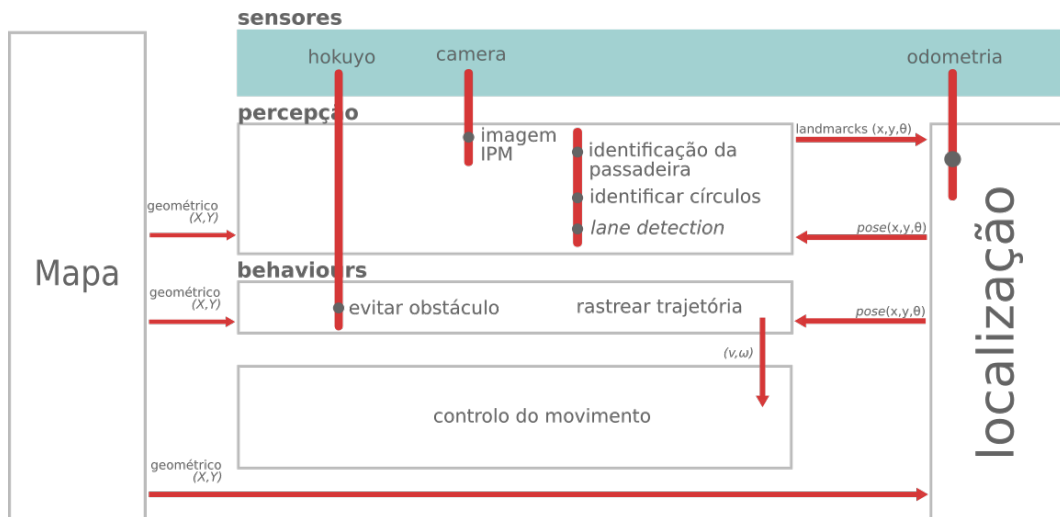 sensores
hokuyo
camera
odometria
percepção
imagem
IPM
identificação da
passadeira
identificar círculos
lane detection
landmarcks (x,y,θ)
geométrico
(X,Y)
pose(x,y,θ)
Mapa
localização
behaviours
geométrico
(X,Y)
evitar obstáculo
rastrear trajetória
pose(x,y,θ)
(v,ω)
controlo do movimento
geométrico
(X,Y)